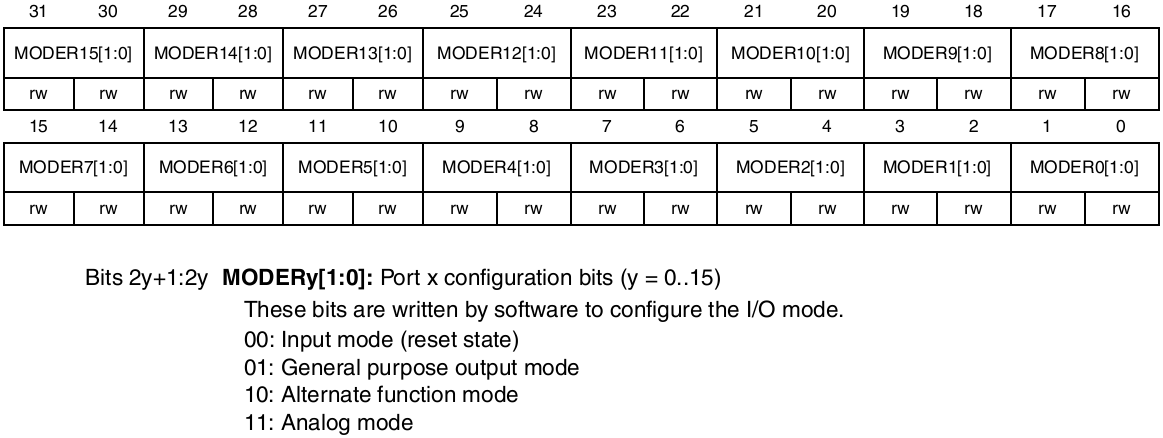 31 30 29 28 27 26 25 24 23 22 21 20 19 18 17 16
MODER15[1:0] MODER14[1:0] MODER13[1:0] MODER12[1:0] MODER11[1:0] MODER10[1:0] MODER9[1:0] MODER8[1:0]
rw rw rw rw rw rw rw rw rw rw rw rw rw rw rw rw
15 14 13 12 11 10 9 8 7 6 5 4 3 2 1 0
MODER7[1:0] MODER6[1:0] MODER5[1:0] MODER4[1:0] MODER3[1:0] MODER2[1:0] MODER1[1:0] MODER0[1:0]
rw rw rw rw rw rw rw rw rw rw rw rw rw rw rw rw
Bits 2y+1:2y MODERy[1:0]: Port x configuration bits (y = 0..15)
These bits are written by software to configure the I/O mode.
00: Input mode (reset state)
01: General purpose output mode
10: Alternate function mode
11: Analog mode